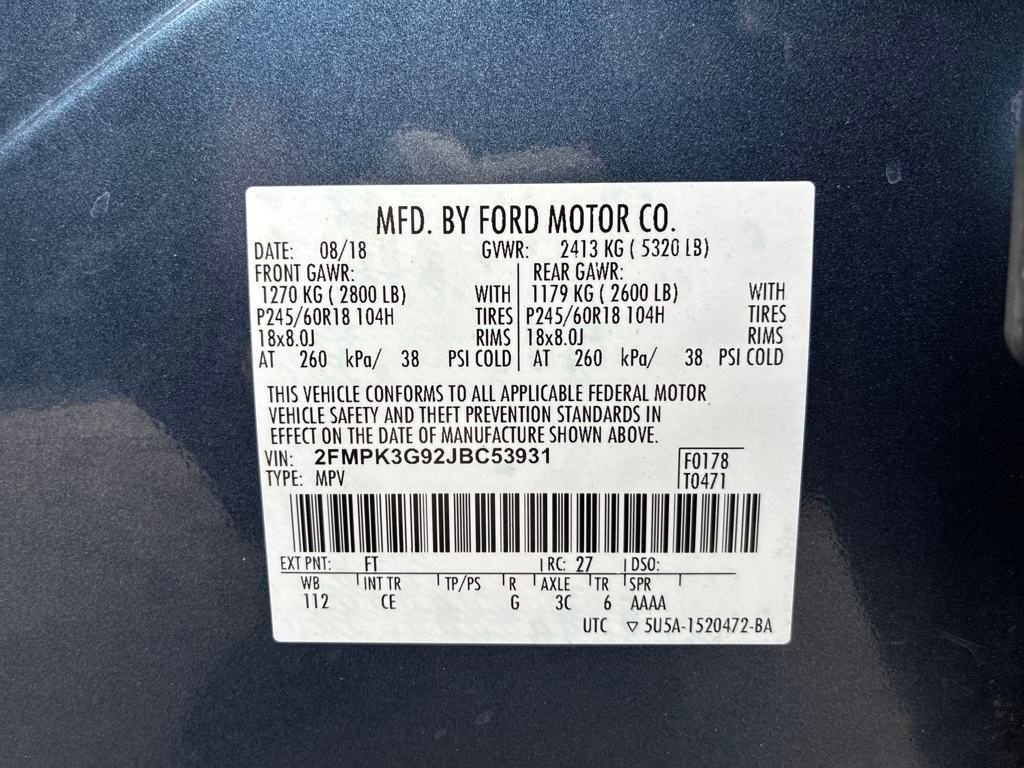 MFD. BY FORD MOTOR CO.
DATE: 08/18 GVWR: 2413 KG ( 5320 LB)
FRONT GAWR: REAR GAWR:
1270 KG ( 2800 LB) WITH 1179 KG ( 2600 LB) WITH
P245/60R18 104H TIRES P245/60R18 104H TIRES
18x8.0J RIMS 18x8.0J RIMS
AT 260 kPa/ 38 PSI COLD AT 260 kPa/ 38 PSI COLD
THIS VEHICLE CONFORMS TO ALL APPLICABLE FEDERAL MOTOR
VEHICLE SAFETY AND THEFT PREVENTION STANDARDS IN
EFFECT ON THE DATE OF MANUFACTURE SHOWN ABOVE.
VIN: 2FMPK3G92JBC53931 F0178
TYPE: MPV T0471
EXT PNT: FT RC: 27 DSO:
WB INT TR TP/PS R AXLE TR SPR
112 CE G 3C 6 AAAA
UTC ▽ 5U5A-1520472-BA